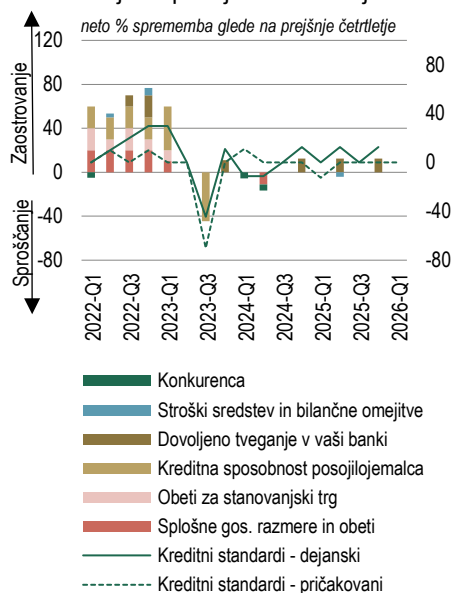 neto % sprememba glede na prejšnje četrtletje
120
80
40
0
-40
-80
80
40
0
-40
-80
Zaostrovanje
Sproščanje
2022-Q1
2022-Q3
2023-Q1
2023-Q3
2024-Q1
2024-Q3
2025-Q1
2025-Q3
2026-Q1
Konkurenca
Stroški sredstev in bilančne omejitve
Dovoljeno tveganje v vaši banki
Kreditna sposobnost posojilojemalca
Obeti za stanovanjski trg
Splošne gos. razmere in obeti
Kreditni standardi - dejanski
Kreditni standardi - pričakovani